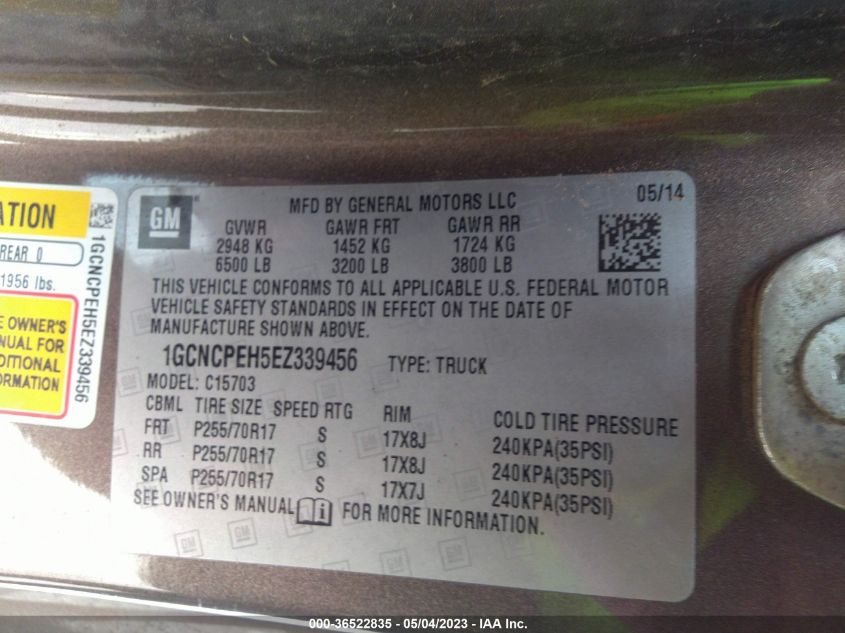 ATION
REAR 0
1956 lbs.
E OWNER'S
NUAL FOR
DITIONAL
ORMATION
1GCNCPEH5EZ339456
GM
MFD BY GENERAL MOTORS LLC
05/14
GVWR GAWR FRT GAWR RR
2948 KG 1452 KG 1724 KG
6500 LB 3200 LB 3800 LB
THIS VEHICLE CONFORMS TO ALL APPLICABLE U.S. FEDERAL MOTOR
VEHICLE SAFETY STANDARDS IN EFFECT ON THE DATE OF
MANUFACTURE SHOWN ABOVE.
1GCNCPEH5EZ339456 TYPE: TRUCK
MODEL: C15703
CBML TIRE SIZE SPEED RTG RIM COLD TIRE PRESSURE
FRT P255/70R17 S 17X8J 240KPA(35PSI)
RR P255/70R17 S 17X8J 240KPA(35PSI)
SPA P255/70R17 S 17X7J 240KPA(35PSI)
SEE OWNER'S MANUAL i FOR MORE INFORMATION.
000-36522835 - 05/04/2023 - IAA Inc.